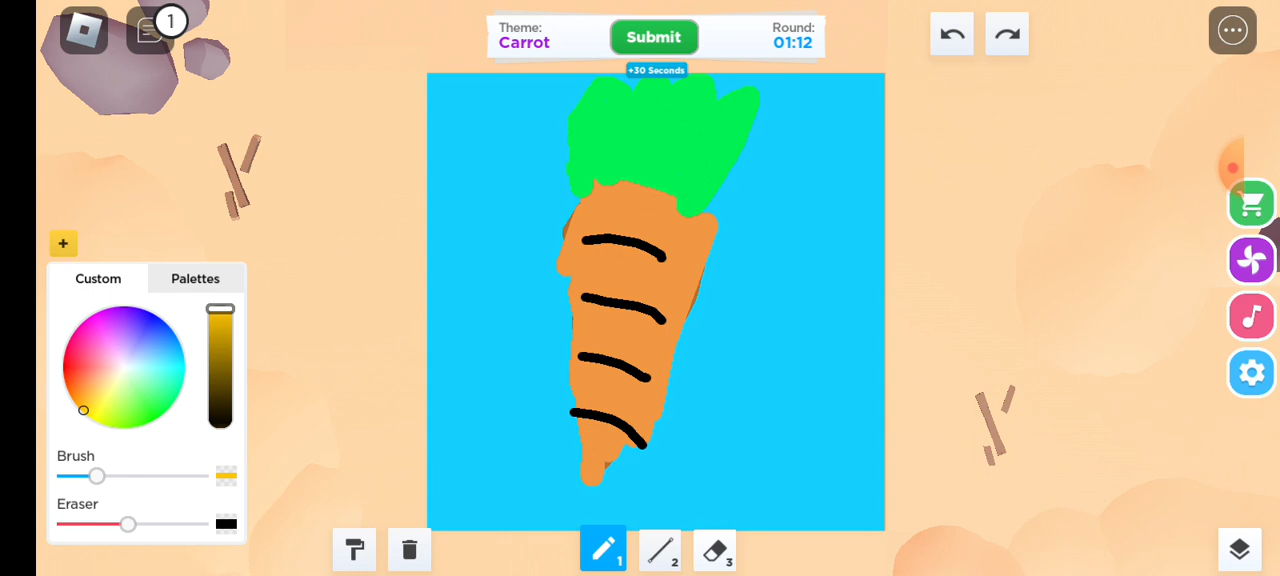 1
Theme:
Carrot
Submit
Round:
01:12
+30 Seconds
+
Custom
Palettes
Brush
Eraser
1
2
3